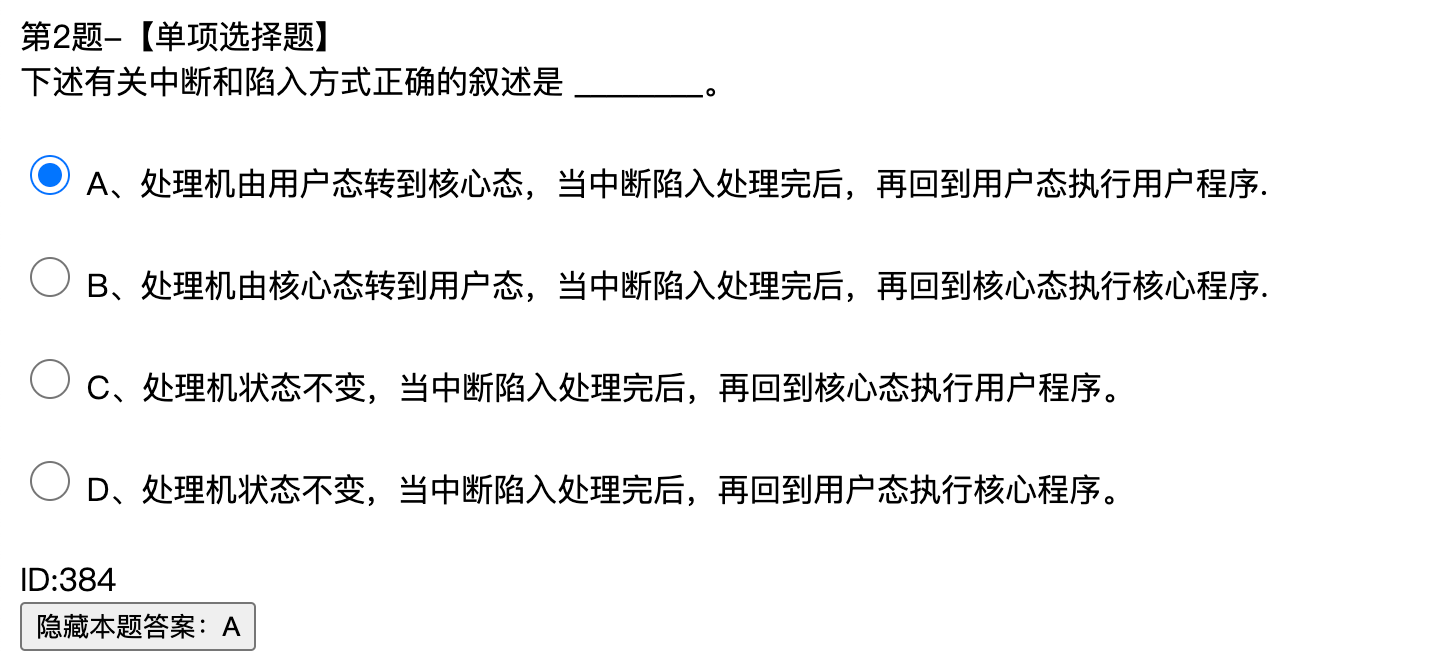 第2题–【单项选择题】
下述有关中断和陷入方式正确的叙述是 ________。
A、处理机由用户态转到核心态，当中断陷入处理完后，再回到用户态执行用户程序.
B、处理机由核心态转到用户态，当中断陷入处理完后，再回到核心态执行核心程序.
C、处理机状态不变，当中断陷入处理完后，再回到核心态执行用户程序。
D、处理机状态不变，当中断陷入处理完后，再回到用户态执行核心程序。
ID:384
隐藏本题答案：A